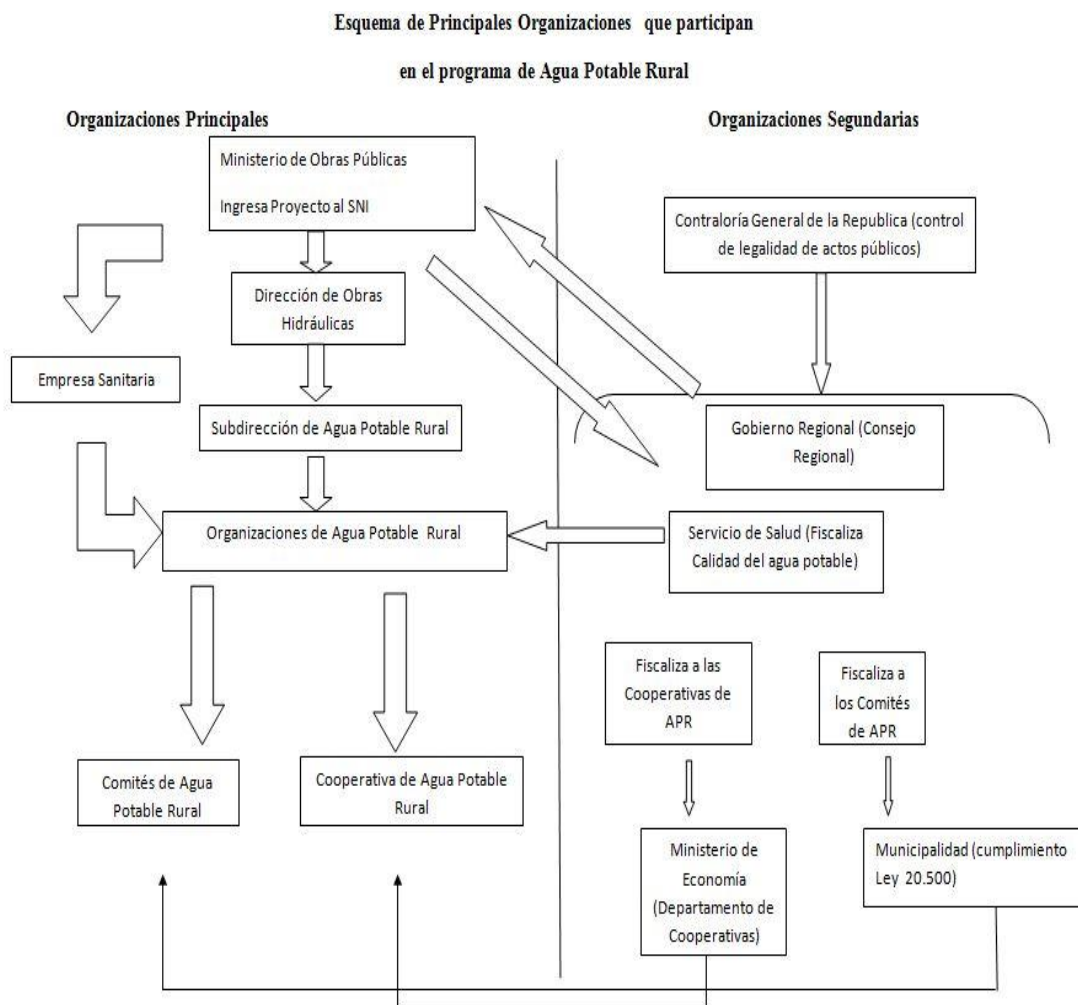 Esquema de Principales Organizaciones que participan
en el programa de Agua Potable Rural
Organizaciones Principales
Organizaciones Segundarias
Ministerio de Obras Públicas
Ingresa Proyecto al SNI
Contraloría General de la Republica (control
de legalidad de actos públicos)
Dirección de Obras
Hidráulicas
Empresa Sanitaria
Subdirección de Agua Potable Rural
Gobierno Regional (Consejo
Regional)
Organizaciones de Agua Potable Rural
Servicio de Salud (Fiscaliza
Calidad del agua potable)
Fiscaliza a las
Cooperativas de
APR
Fiscaliza a
los Comités
de APR
Comités de Agua
Potable Rural
Cooperativa de Agua Potable
Rural
Ministerio de
Economía
(Departamento de
Cooperativas)
Municipalidad (cumplimiento
Ley 20.500)